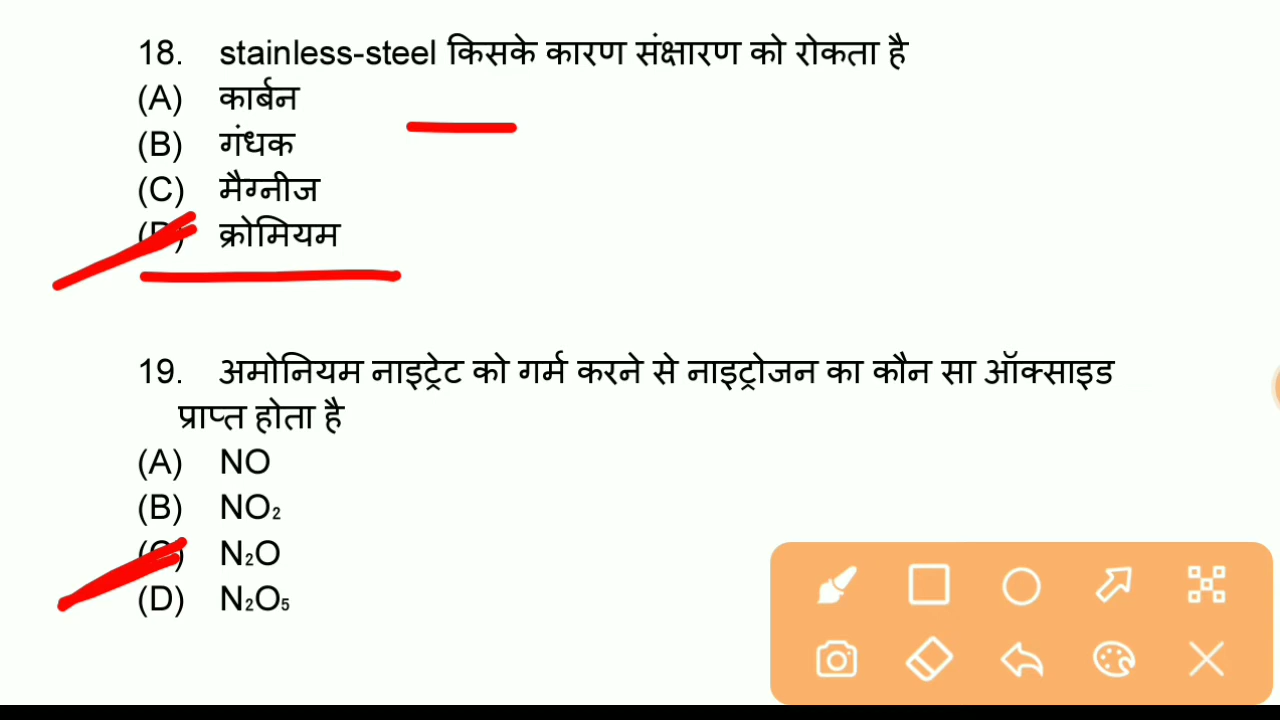 18. stainless-steel किसके कारण संक्षारण को रोकता है
(A) कार्बन
(B) गंधक
(C) मैग्नीज
(D) क्रोमियम
19. अमोनियम नाइट्रेट को गर्म करने से नाइट्रोजन का कौन सा ऑक्साइड
प्राप्त होता है
(A) NO
(B) NO₂
(C) N₂O
(D) N₂O₅